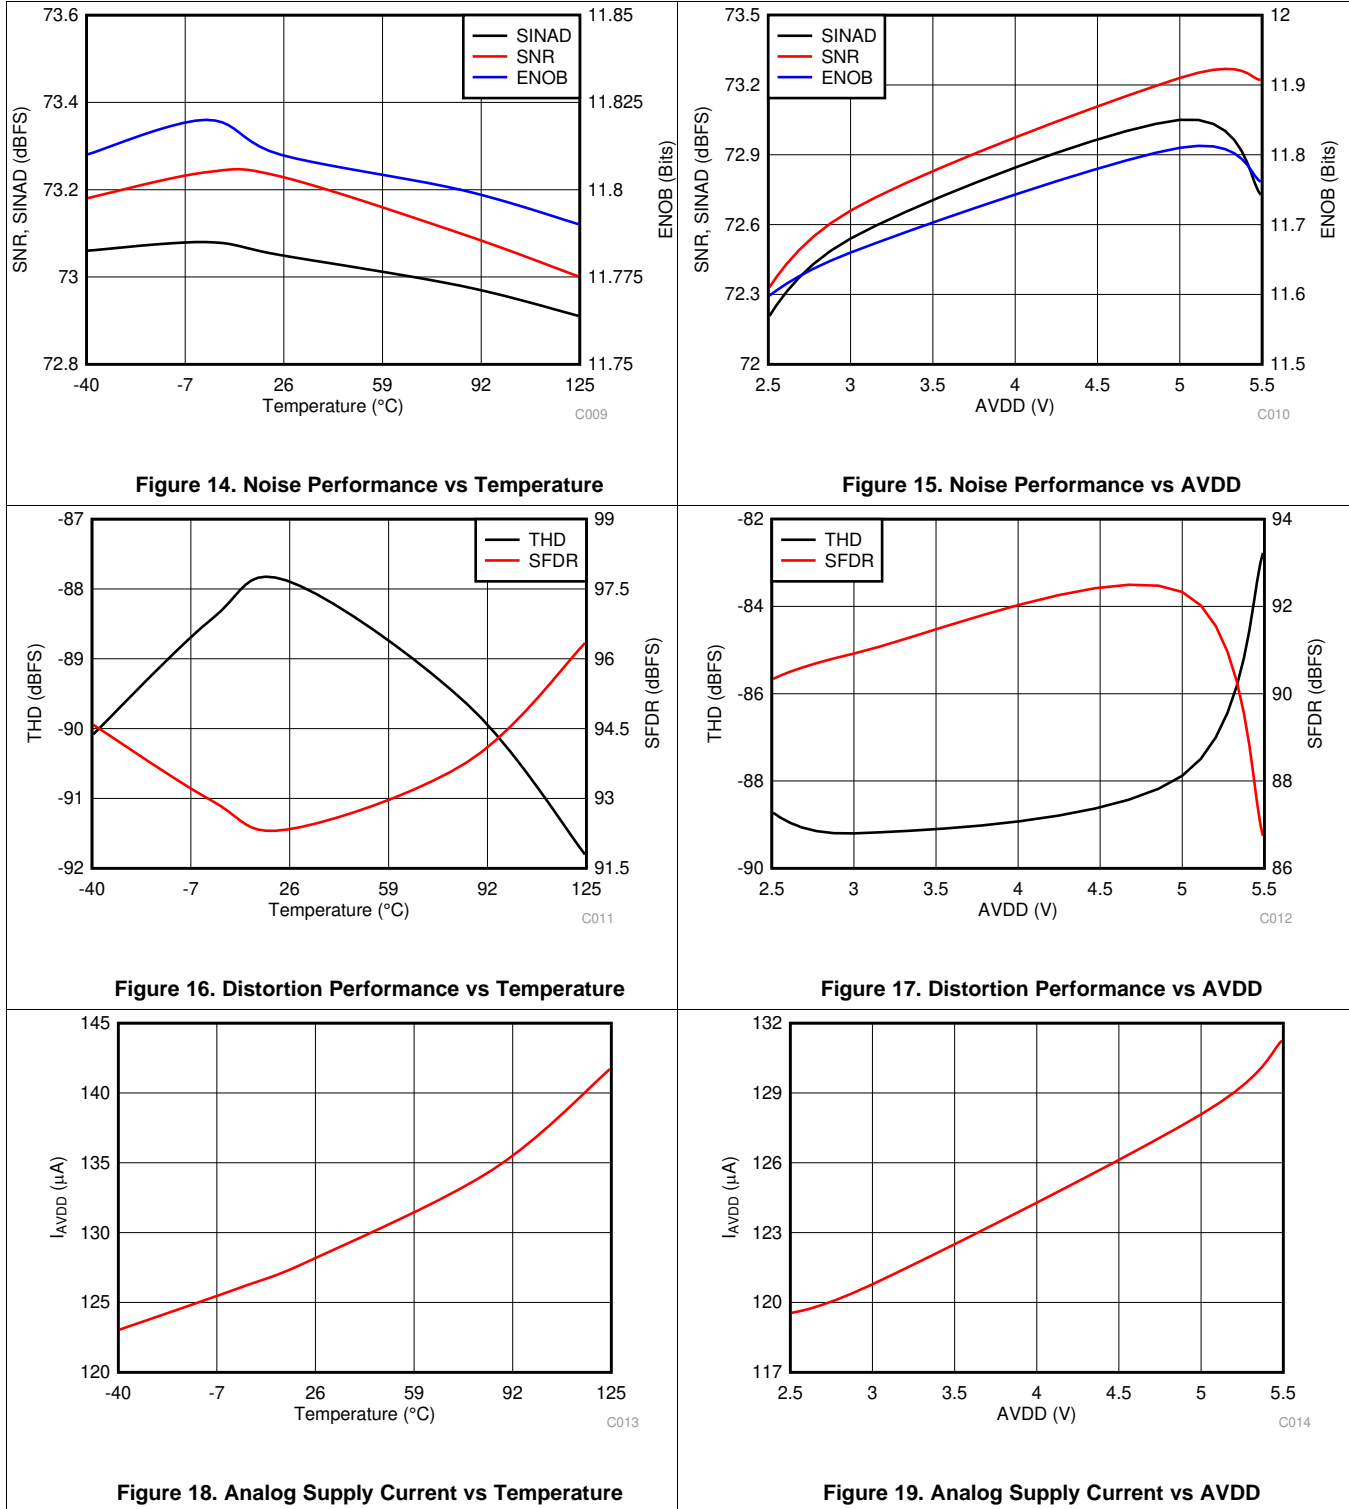 73.6
73.4
73.2
73
72.8
SNR, SINAD (dBFS)
11.85
11.825
11.8
11.775
11.75
ENOB (Bits)
SINAD
SNR
ENOB
-40 -7 26 59 92 125
Temperature (°C)
C009
Figure 14. Noise Performance vs Temperature
73.5
73.2
72.9
72.6
72.3
72
SNR, SINAD (dBFS)
12
11.9
11.8
11.7
11.6
11.5
ENOB (Bits)
SINAD
SNR
ENOB
2.5 3 3.5 4 4.5 5 5.5
AVDD (V)
C010
Figure 15. Noise Performance vs AVDD
-87
-88
-89
-90
-91
-92
THD (dBFS)
99
97.5
96
94.5
93
91.5
SFDR (dBFS)
THD
SFDR
-40 -7 26 59 92 125
Temperature (°C)
C011
Figure 16. Distortion Performance vs Temperature
-82
-84
-86
-88
-90
THD (dBFS)
94
92
90
88
86
SFDR (dBFS)
THD
SFDR
2.5 3 3.5 4 4.5 5 5.5
AVDD (V)
C012
Figure 17. Distortion Performance vs AVDD
145
140
135
130
125
120
IAVDD (µA)
-40 -7 26 59 92 125
Temperature (°C)
C013
Figure 18. Analog Supply Current vs Temperature
132
129
126
123
120
117
IAVDD (µA)
2.5 3 3.5 4 4.5 5 5.5
AVDD (V)
C014
Figure 19. Analog Supply Current vs AVDD